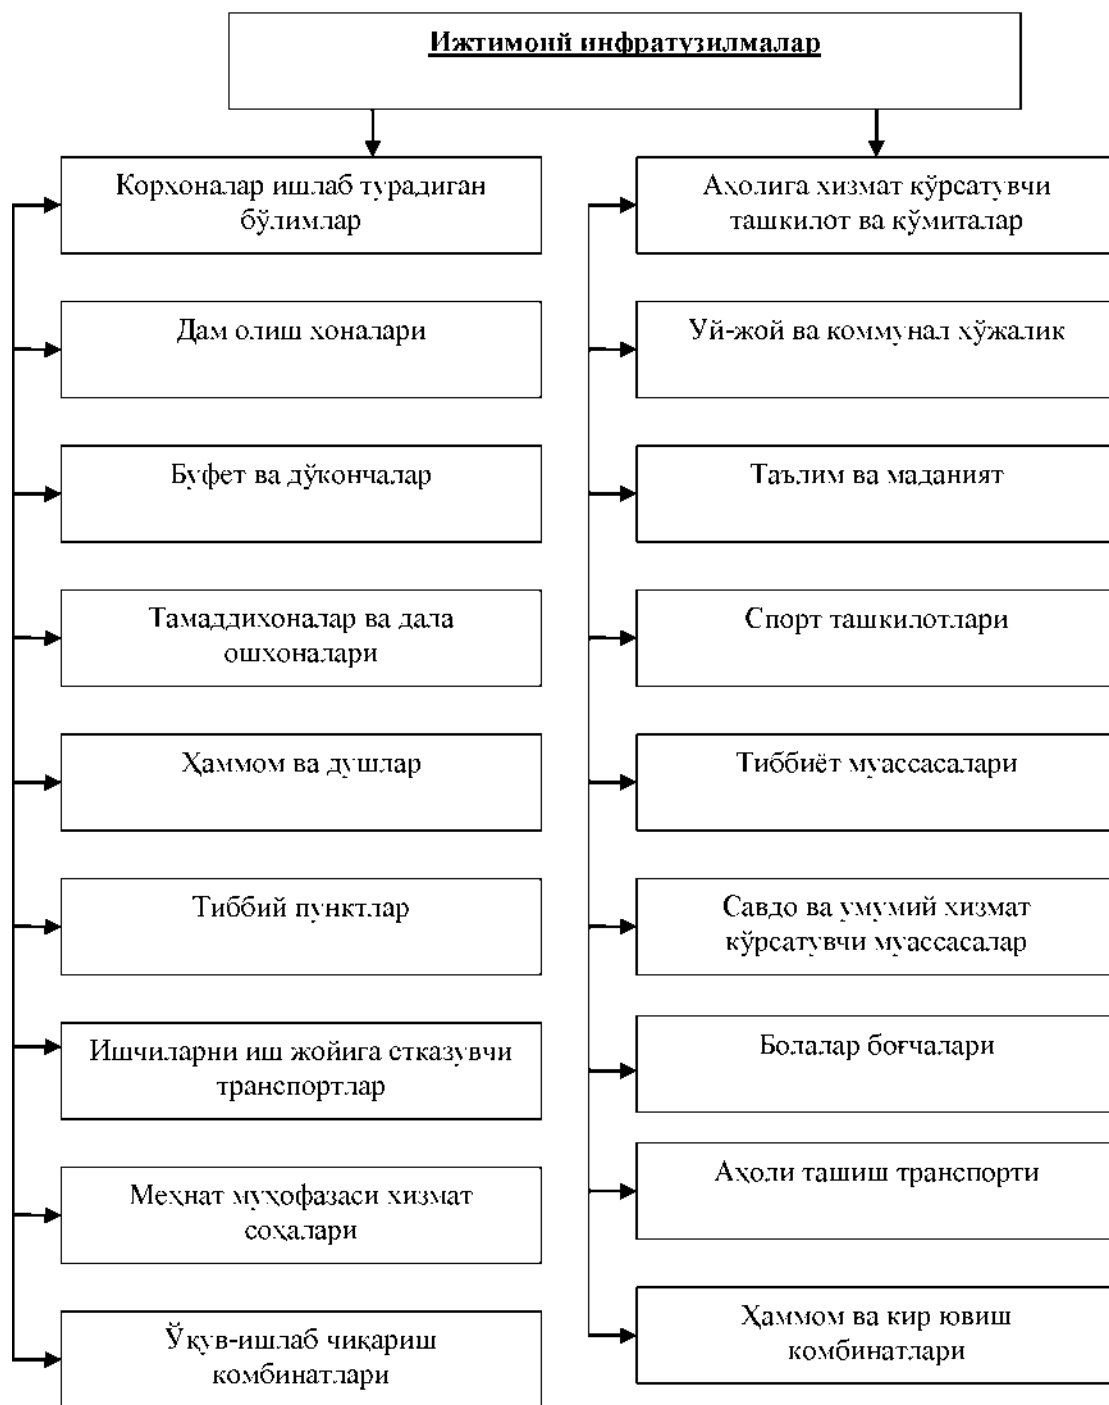 Ижтимоий инфратузилмалар
Корхоналар ишлаб турадиган
бўлимлар
Дам олиш хоналари
Буфет ва дўкончалар
Тамаддихоналар ва дала
ошхоналари
Ҳаммом ва душлар
Тиббий пунктлар
Ишчиларни иш жойига етказувчи
транспортлар
Меҳнат муҳофазаси хизмат
соҳалари
Ўқув-ишлаб чиқариш
комбинатлари
Аҳолига хизмат кўрсатувчи
ташкилот ва қўмиталар
Уй-жой ва коммунал хўжалик
Таълим ва маданият
Спорт ташкилотлари
Тиббиёт муассасалари
Савдо ва умумий хизмат
кўрсатувчи муассасалар
Болалар боғчалари
Аҳоли ташиш транспорти
Ҳаммом ва кир ювиш
комбинатлари